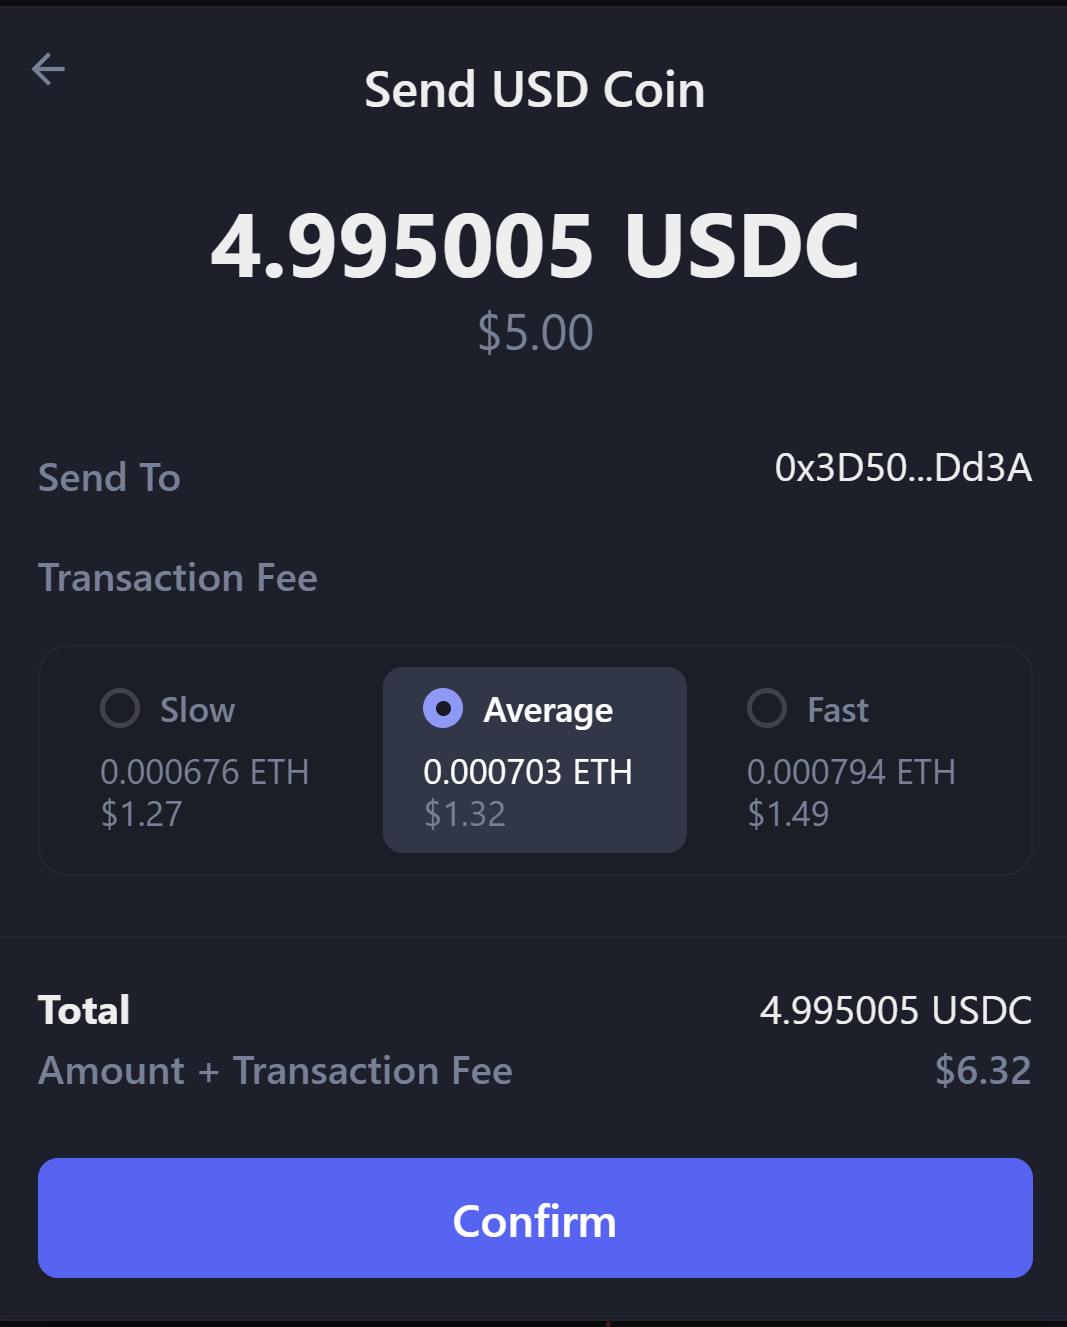 Send USD Coin
4.995005 USDC
$5.00
Send To 0x3D50...Dd3A
Transaction Fee
Slow Average Fast
0.000676 ETH 0.000703 ETH 0.000794 ETH
$1.27 $1.32 $1.49
Total 4.995005 USDC
Amount + Transaction Fee $6.32
Confirm